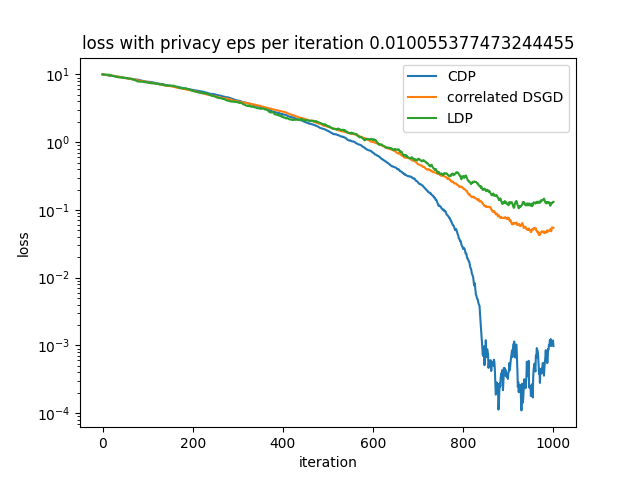 loss with privacy eps per iteration 0.010055377473244455
CDP
correlated DSGD
LDP
loss
10¹
10⁰
10⁻¹
10⁻²
10⁻³
10⁻⁴
0 200 400 600 800 1000
iteration